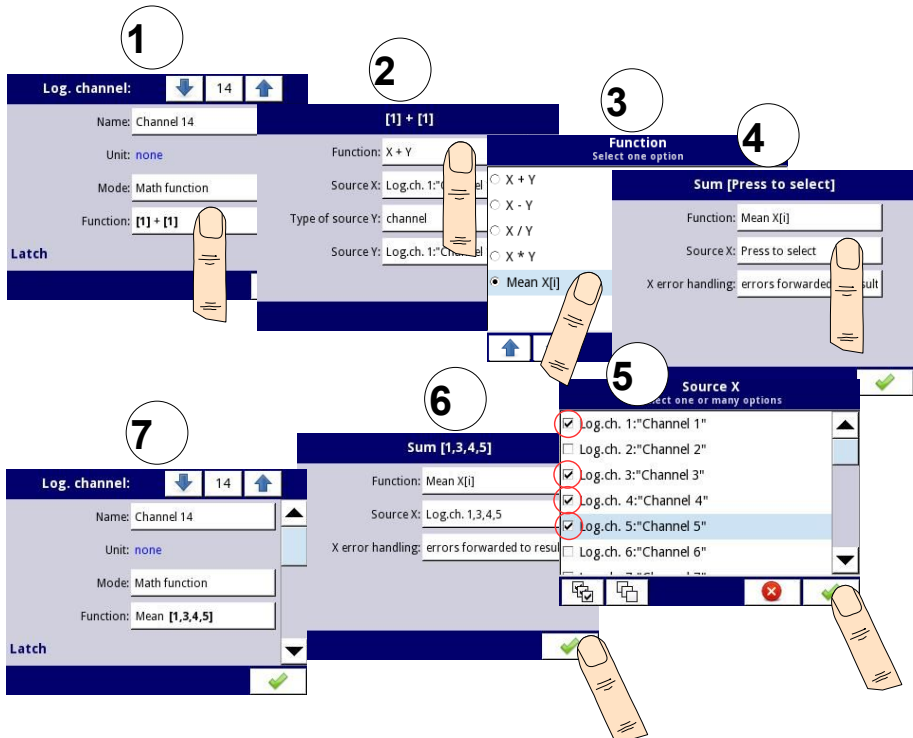 1
Log. channel:
14
Name: Channel 14
Unit: none
Mode: Math function
Function: [1] + [1]
Latch
2
[1] + [1]
Function: X + Y
Source X: Log.ch. 1:"
Type of source Y: channel
Source Y: Log.ch. 1:"Channel
3
Function
Select one option
X + Y
X - Y
X / Y
X * Y
Mean X[i]
4
Sum [Press to select]
Function: Mean X[i]
Source X: Press to select
X error handling: errors forwarded
5
Source X
one or many options
Log.ch. 1:"Channel 1"
Log.ch. 2:"Channel 2"
Log.ch. 3:"Channel 3"
Log.ch. 4:"Channel 4"
Log.ch. 5:"Channel 5"
Log.ch. 6:"Channel 6"
6
Sum [1,3,4,5]
Function: Mean X[i]
Source X: Log.ch. 1,3,4,5
X error handling: errors forwarded to resul
7
Log. channel:
14
Name: Channel 14
Unit: none
Mode: Math function
Function: Mean [1,3,4,5]
Latch